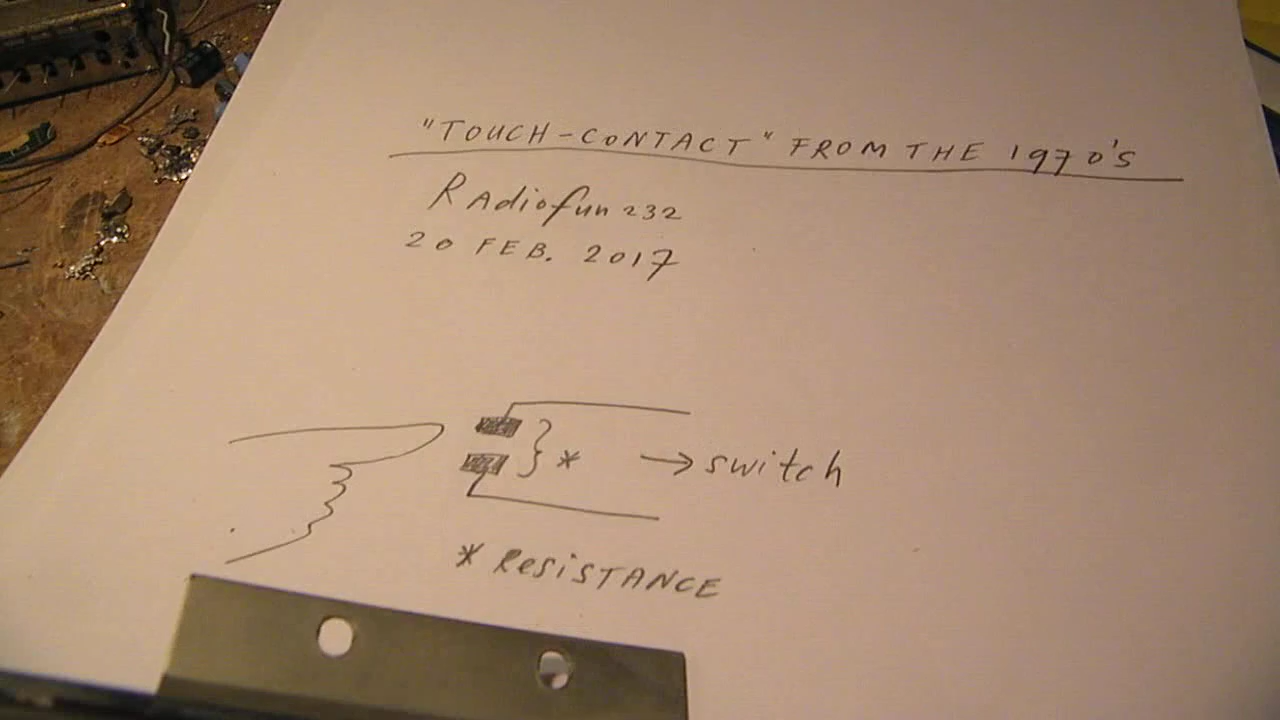 "TOUCH-CONTACT" FROM THE 1970'S
RAdiofun232
20 FEB. 2017
} * → switch
* ResiSTANCE